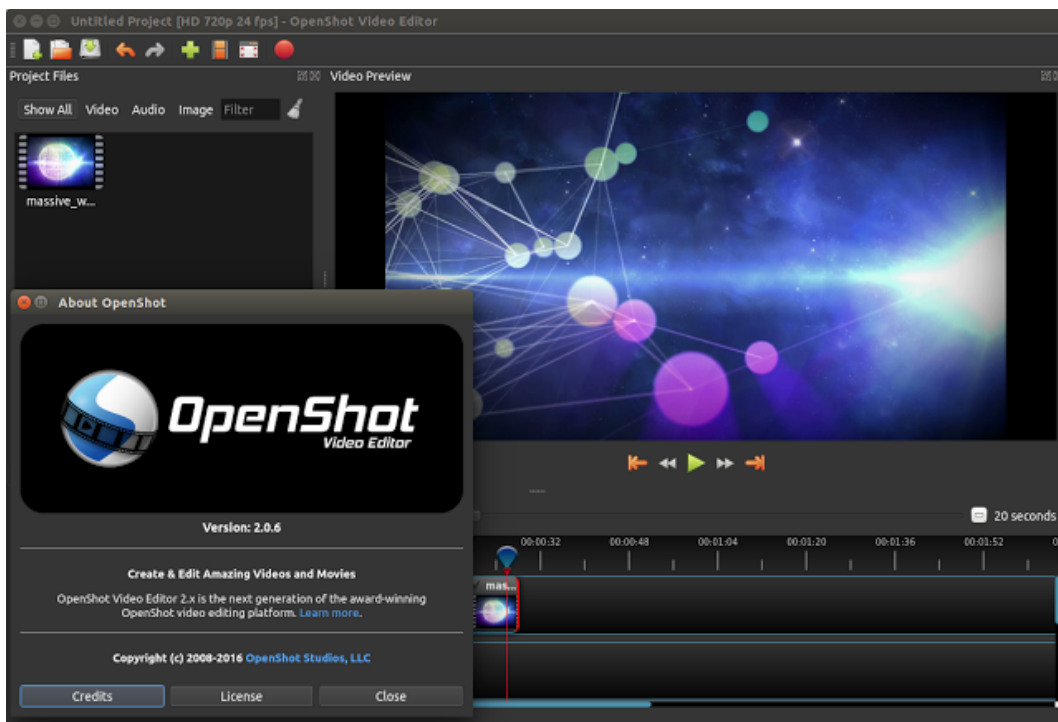 Untitled Project [HD 720p 24 fps] - OpenShot Video Editor
Project Files
Video Preview
Show All Video Audio Image Filter
massive_w...
About OpenShot
OpenShot
Video Editor
Version: 2.0.6
Create & Edit Amazing Videos and Movies
OpenShot Video Editor 2.x is the next generation of the award-winning
OpenShot video editing platform. Learn more.
Copyright (c) 2008-2016 OpenShot Studios, LLC
Credits License Close
20 seconds
00:00:32 00:00:48 00:01:04 00:01:20 00:01:36 00:01:52
mas...